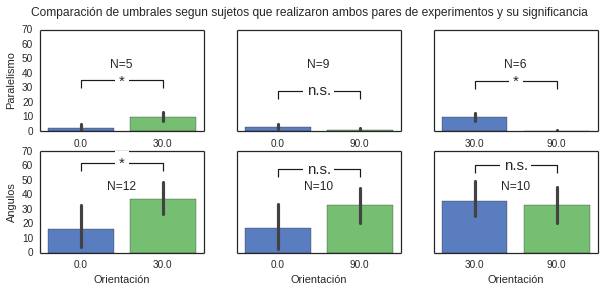 Comparación de umbrales segun sujetos que realizaron ambos pares de experimentos y su significancia
Paralelismo
70
60
50
40
30
20
10
0
N=5
*
0.0 30.0
N=9
n.s.
0.0 90.0
N=6
*
30.0 90.0
Angulos
70
60
50
40
30
20
10
0
*
N=12
0.0 30.0
Orientación
n.s.
N=10
0.0 90.0
Orientación
n.s.
N=10
30.0 90.0
Orientación